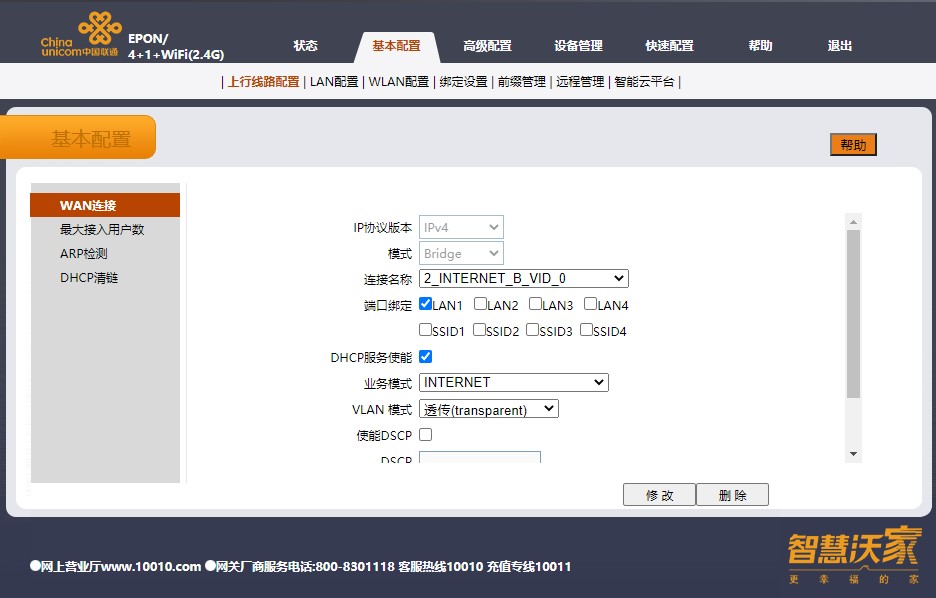 China
unicom中国联通
EPON/
4+1+WiFi(2.4G)
状态 基本配置 高级配置 设备管理 快速配置 帮助 退出
| 上行线路配置 | LAN配置 | WLAN配置 | 绑定设置 | 前缀管理 | 远程管理 | 智能云平台 |
基本配置
帮助
WAN连接
最大接入用户数
ARP检测
DHCP清链
IP协议版本 IPv4
模式 Bridge
连接名称 2_INTERNET_B_VID_0
端口绑定 LAN1 LAN2 LAN3 LAN4
SSID1 SSID2 SSID3 SSID4
DHCP服务使能
业务模式 INTERNET
VLAN 模式 透传(transparent)
使能DSCP
DSCP
修 改 删 除
●网上营业厅www.10010.com ●网关厂商服务电话:800-8301118 客服热线10010 充值专线10011
智慧沃家
更 幸 福 的 家